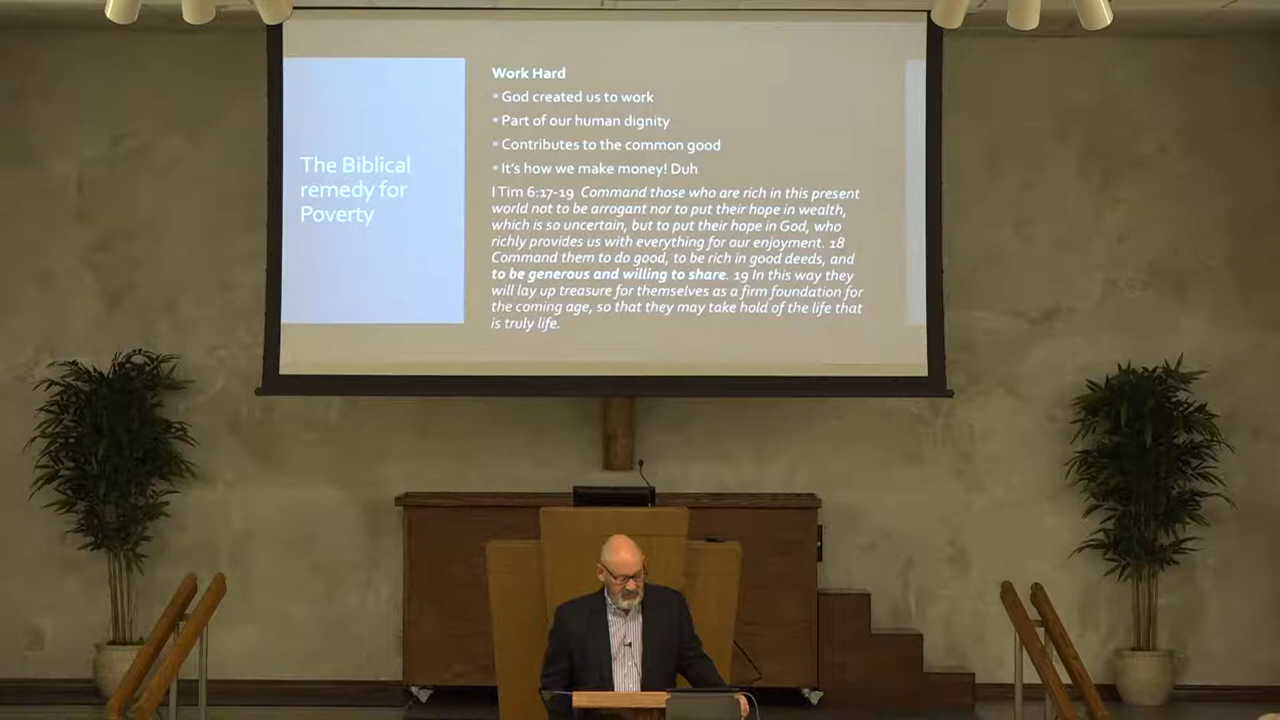 The Biblical
remedy for
Poverty
Work Hard
▪ God created us to work
▪ Part of our human dignity
▪ Contributes to the common good
▪ It's how we make money! Duh
I Tim 6:17-19 Command those who are rich in this present
world not to be arrogant nor to put their hope in wealth,
which is so uncertain, but to put their hope in God, who
richly provides us with everything for our enjoyment. 18
Command them to do good, to be rich in good deeds, and
to be generous and willing to share. 19 In this way they
will lay up treasure for themselves as a firm foundation for
the coming age, so that they may take hold of the life that
is truly life.